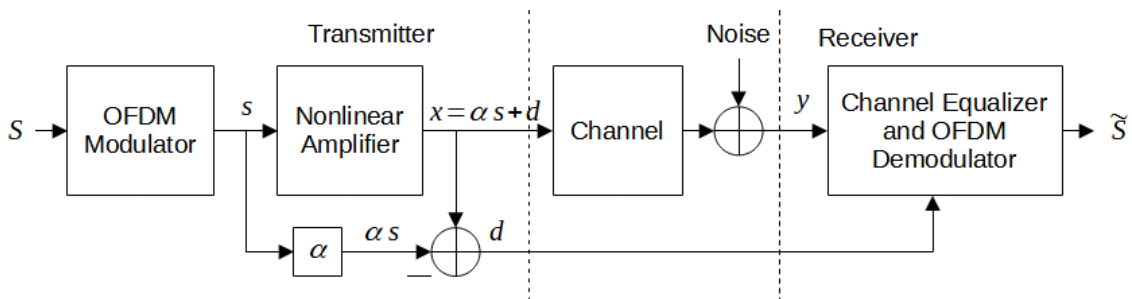 Transmitter
Noise
Receiver
S
OFDM
Modulator
s
Nonlinear
Amplifier
x = α s + d
Channel
y
Channel Equalizer
and OFDM
Demodulator
S̃
α
α s
d